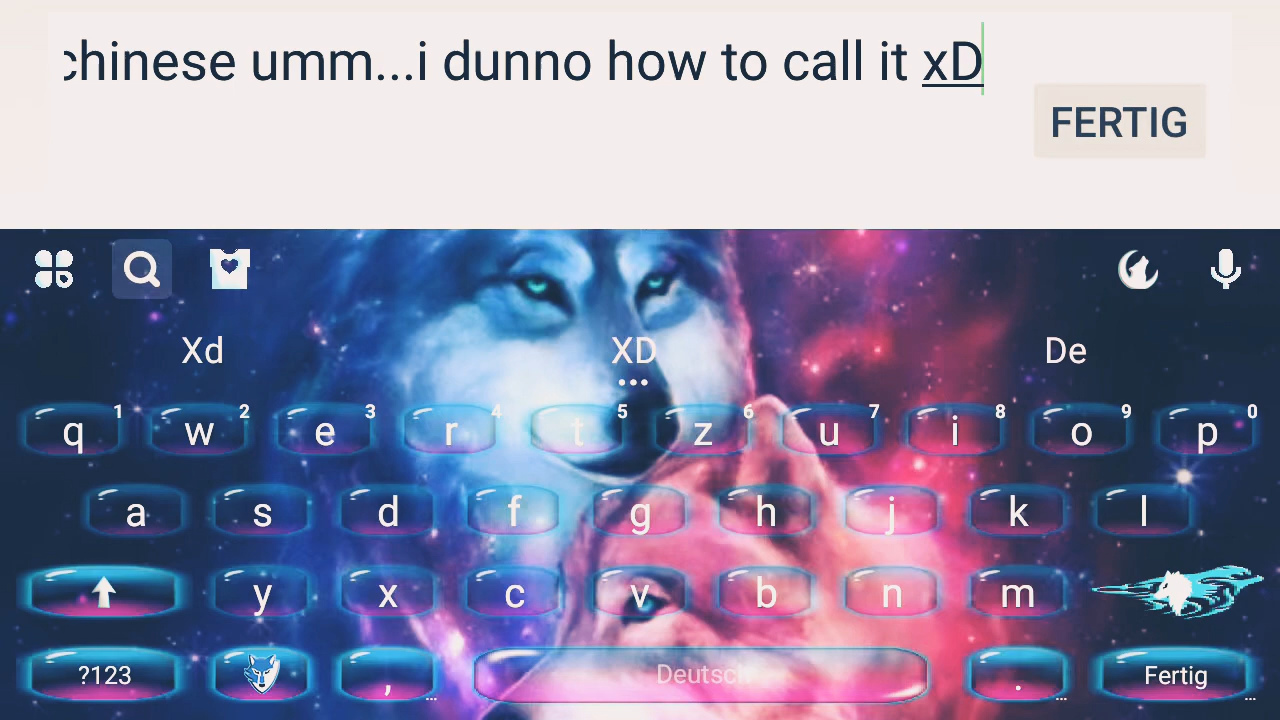 chinese umm...i dunno how to call it xD
FERTIG
Xd XD De
1 2 3 4 5 6 7 8 9 0
q w e r t z u i o p
a s d f g h j k l
y x c v b n m
?123 , Deutsch . Fertig